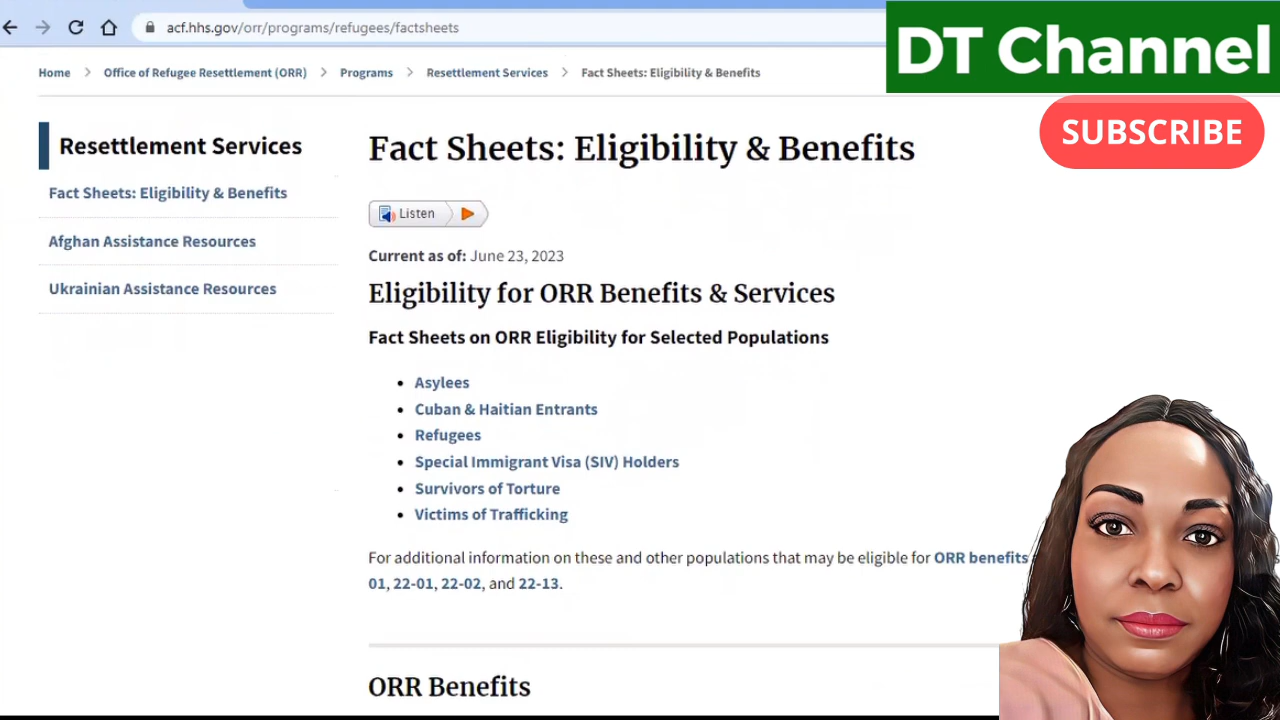 acf.hhs.gov/orr/programs/refugees/factsheets
DT Channel
Home > Office of Refugee Resettlement (ORR) > Programs > Resettlement Services > Fact Sheets: Eligibility & Benefits
SUBSCRIBE
Resettlement Services
Fact Sheets: Eligibility & Benefits
Afghan Assistance Resources
Ukrainian Assistance Resources
Fact Sheets: Eligibility & Benefits
Listen
Current as of: June 23, 2023
Eligibility for ORR Benefits & Services
Fact Sheets on ORR Eligibility for Selected Populations
• Asylees
• Cuban & Haitian Entrants
• Refugees
• Special Immigrant Visa (SIV) Holders
• Survivors of Torture
• Victims of Trafficking
For additional information on these and other populations that may be eligible for ORR benefits
01, 22-01, 22-02, and 22-13.
ORR Benefits